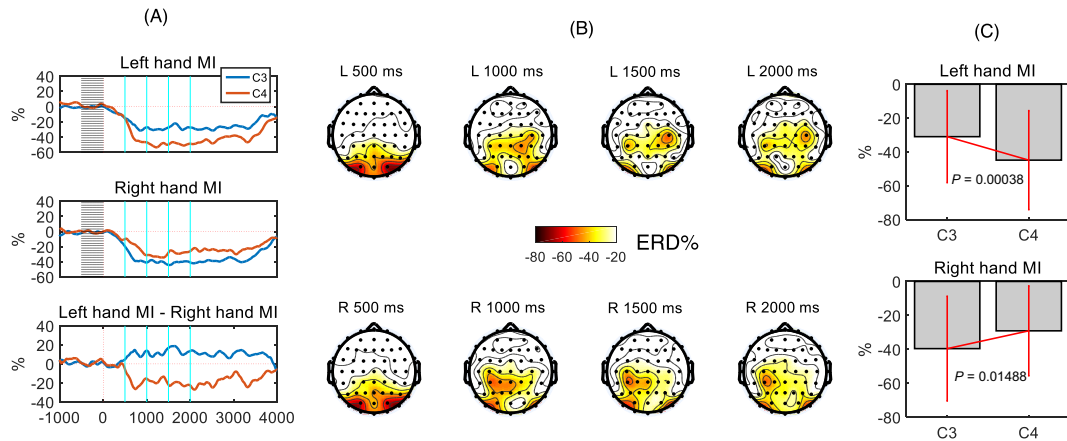 (A)
Left hand MI
40
20
0
-20
-40
-60
%
C3
C4
Right hand MI
40
20
0
-20
-40
-60
%
Left hand MI - Right hand MI
40
20
0
-20
-40
-60
%
-1000 0 1000 2000 3000 4000
(B)
L 500 ms L 1000 ms L 1500 ms L 2000 ms
-80 -60 -40 -20
ERD%
R 500 ms R 1000 ms R 1500 ms R 2000 ms
(C)
Left hand MI
0
-20
-40
-60
-80
%
P = 0.00038
C3 C4
Right hand MI
0
-20
-40
-60
-80
%
P = 0.01488
C3 C4